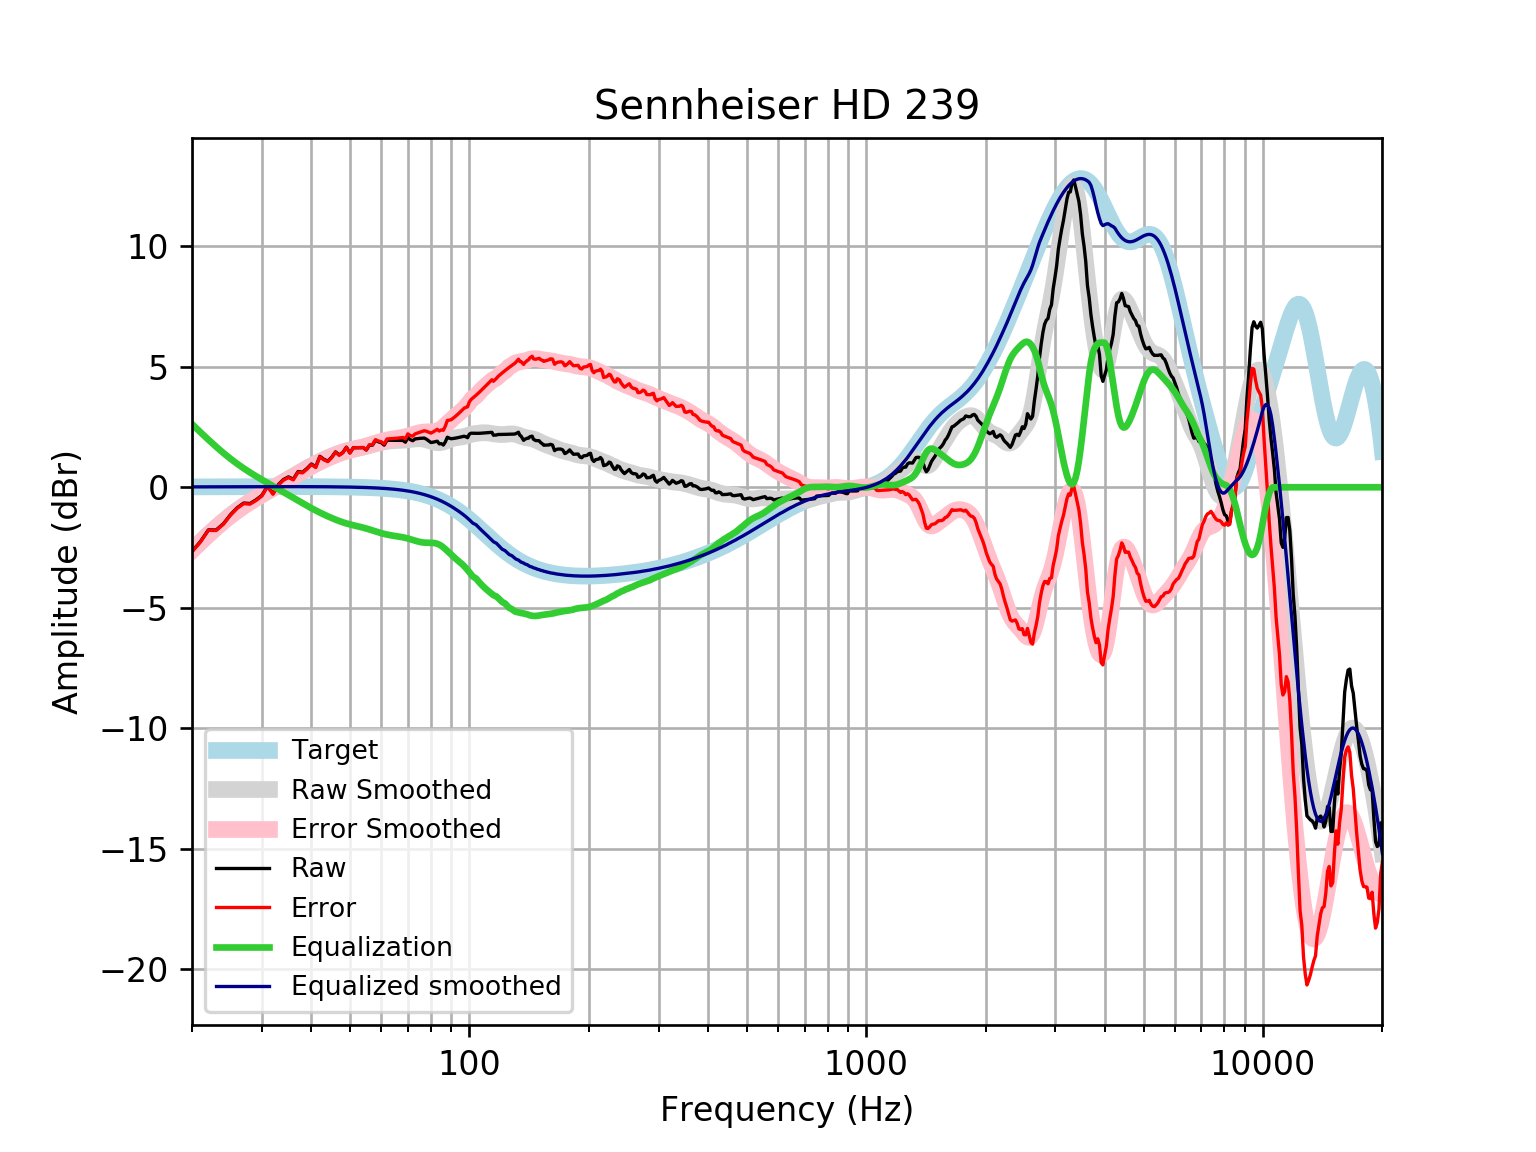 Sennheiser HD 239
Amplitude (dBr)
10
5
0
−5
−10
−15
−20
Target
Raw Smoothed
Error Smoothed
Raw
Error
Equalization
Equalized smoothed
100
1000
10000
Frequency (Hz)